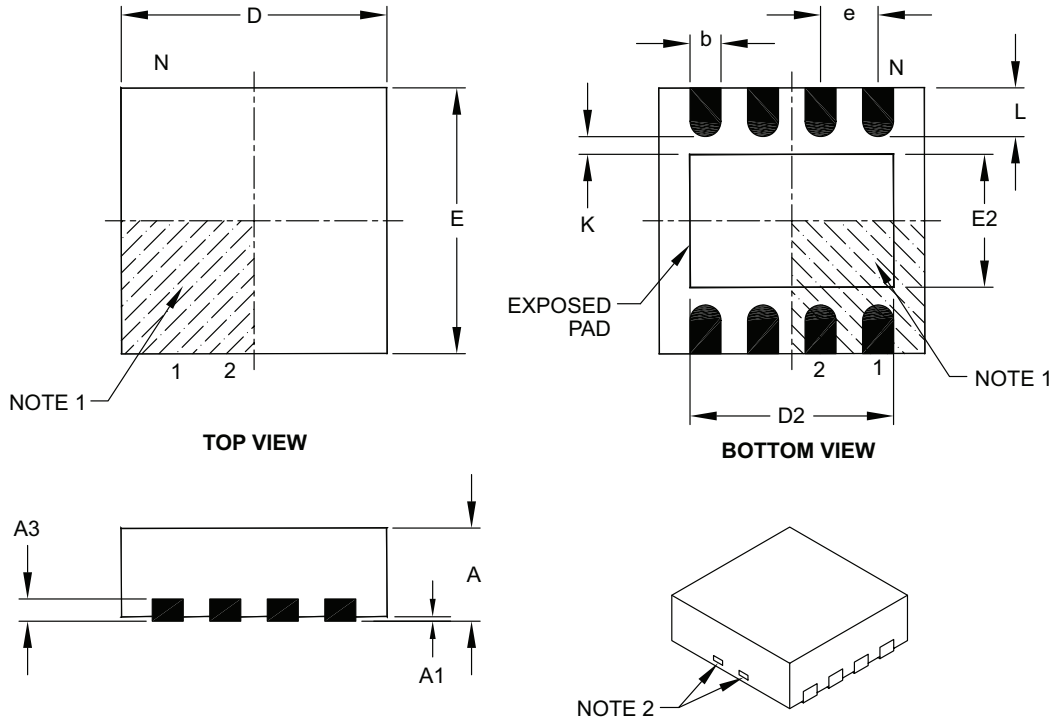 D
N
E
1 2
NOTE 1
TOP VIEW
e
b
N
L
K
E2
EXPOSED
PAD
2 1
NOTE 1
D2
BOTTOM VIEW
A3
A
A1
NOTE 2